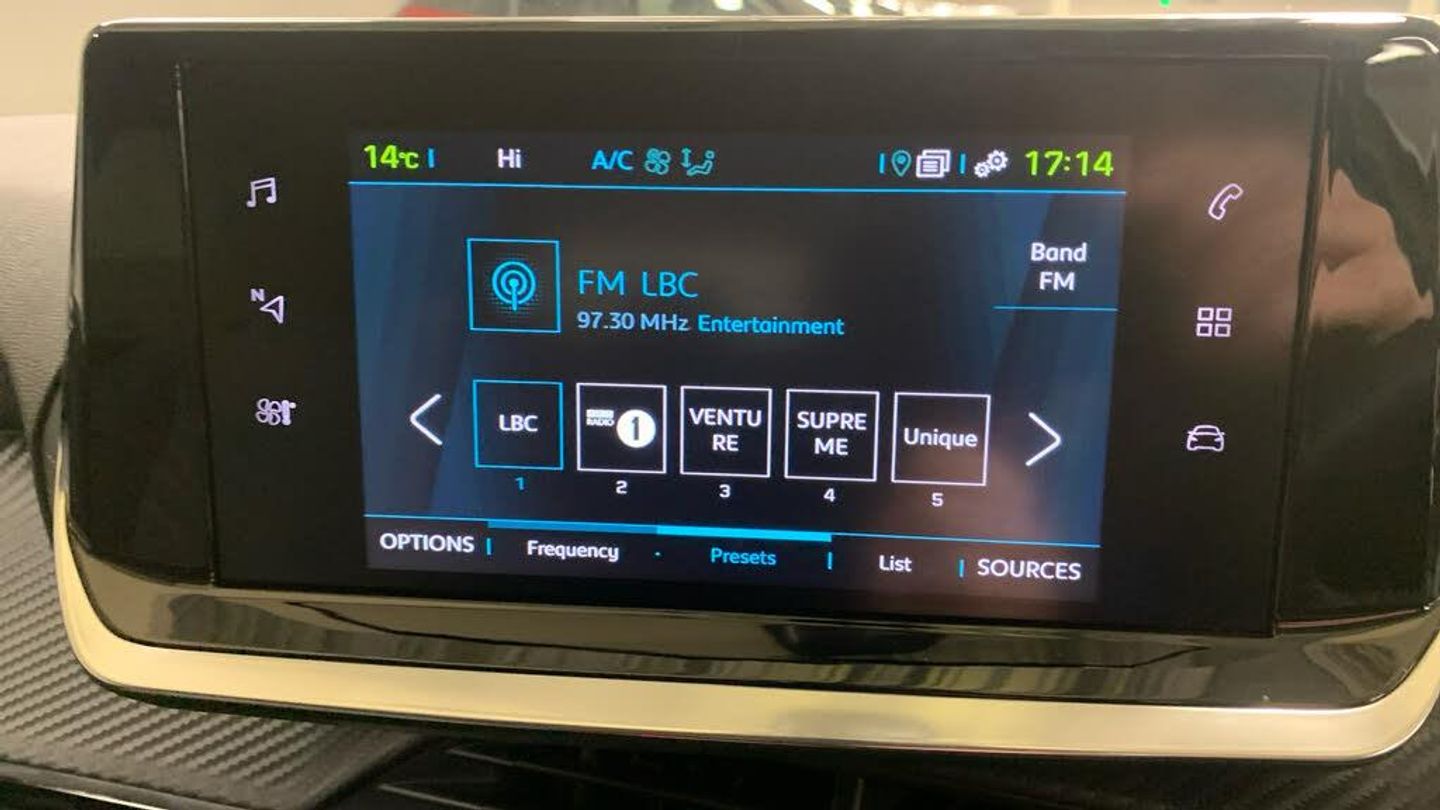 14°C
Hi
A/C
17:14
N
Band
FM
FM LBC
97.30 MHz Entertainment
LBC
BBC
RADIO
1
VENTU
RE
SUPRE
ME
Unique
1
2
3
4
5
OPTIONS
Frequency
Presets
List
SOURCES